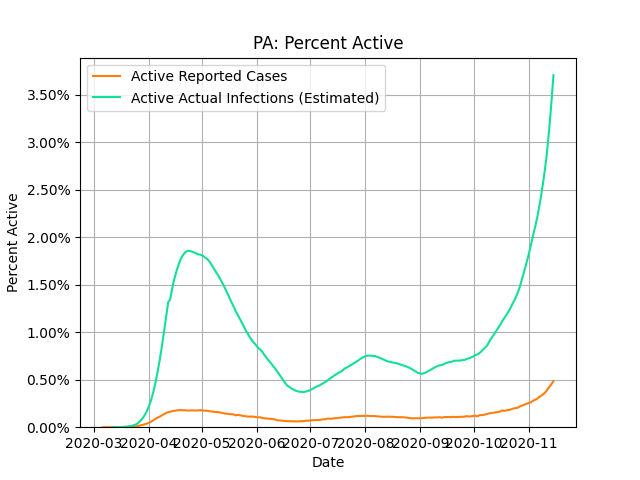 PA: Percent Active
Active Reported Cases
Active Actual Infections (Estimated)
3.50%
3.00%
2.50%
2.00%
1.50%
1.00%
0.50%
0.00%
Percent Active
2020-03 2020-04 2020-05 2020-06 2020-07 2020-08 2020-09 2020-10 2020-11
Date